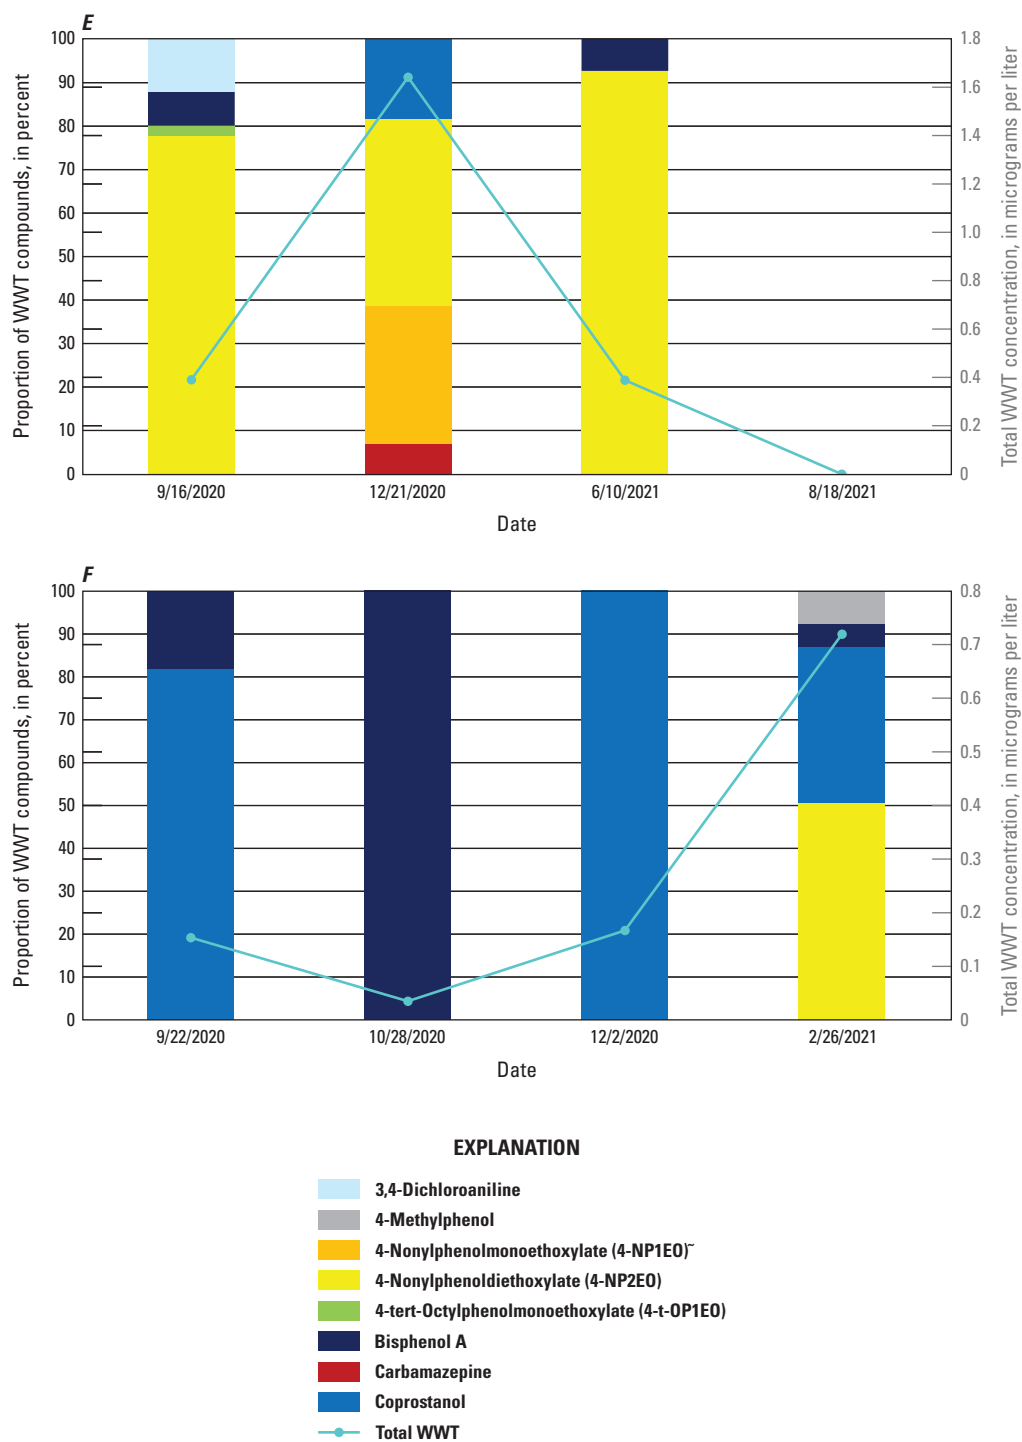 E
Proportion of WWT compounds, in percent
100
90
80
70
60
50
40
30
20
10
0
1.8
1.6
1.4
1.2
1.0
0.8
0.6
0.4
0.2
0
Total WWT concentration, in micrograms per liter
9/16/2020 12/21/2020 6/10/2021 8/18/2021
Date
F
Proportion of WWT compounds, in percent
100
90
80
70
60
50
40
30
20
10
0
0.8
0.7
0.6
0.5
0.4
0.3
0.2
0.1
0
Total WWT concentration, in micrograms per liter
9/22/2020 10/28/2020 12/2/2020 2/26/2021
Date
EXPLANATION
3,4-Dichloroaniline
4-Methylphenol
4-Nonylphenolmonoethoxylate (4-NP1EO)~
4-Nonylphenoldiethoxylate (4-NP2EO)
4-tert-Octylphenolmonoethoxylate (4-t-OP1EO)
Bisphenol A
Carbamazepine
Coprostanol
Total WWT